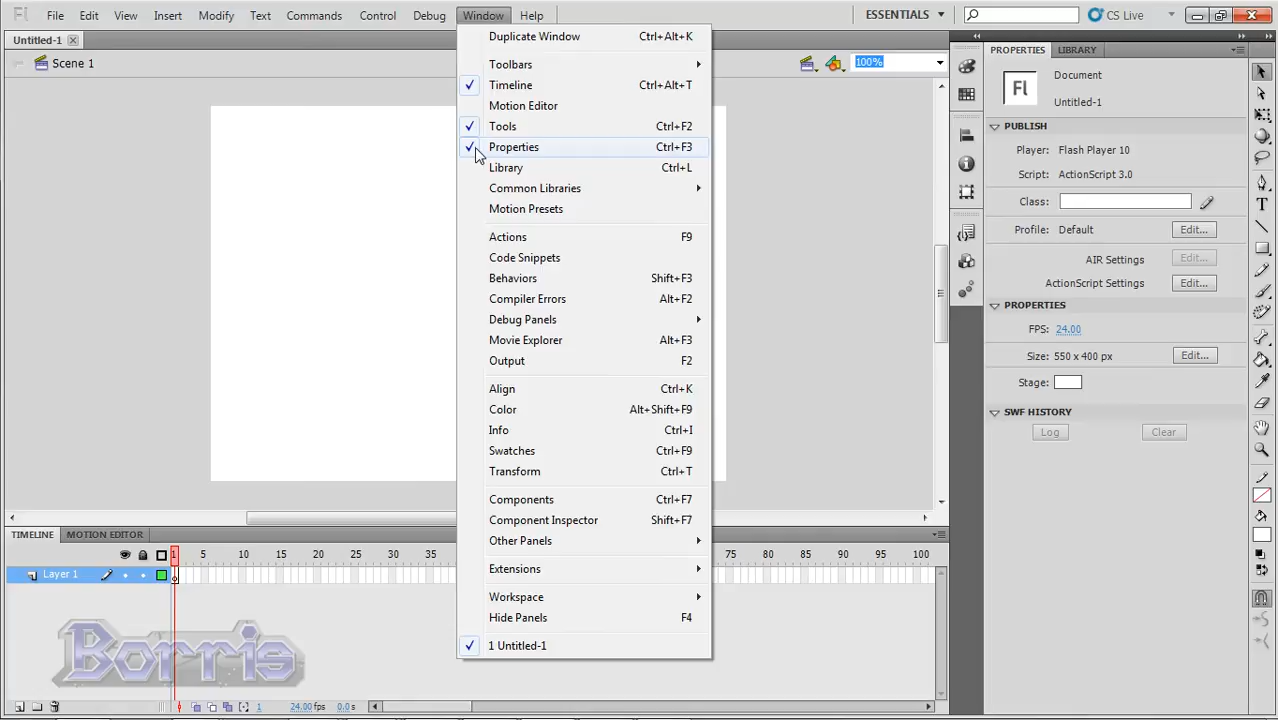 Fl File Edit View Insert Modify Text Commands Control Debug Window Help ESSENTIALS CS Live
Untitled-1
Scene 1
100%
Duplicate Window Ctrl+Alt+K
Toolbars
Timeline Ctrl+Alt+T
Motion Editor
Tools Ctrl+F2
Properties Ctrl+F3
Library Ctrl+L
Common Libraries
Motion Presets
Actions F9
Code Snippets
Behaviors Shift+F3
Compiler Errors Alt+F2
Debug Panels
Movie Explorer Alt+F3
Output F2
Align Ctrl+K
Color Alt+Shift+F9
Info Ctrl+I
Swatches Ctrl+F9
Transform Ctrl+T
Components Ctrl+F7
Component Inspector Shift+F7
Other Panels
Extensions
Workspace
Hide Panels F4
1 Untitled-1
PROPERTIES LIBRARY
Fl
Document
Untitled-1
PUBLISH
Player: Flash Player 10
Script: ActionScript 3.0
Class:
Profile: Default Edit...
AIR Settings Edit...
ActionScript Settings Edit...
PROPERTIES
FPS: 24.00
Size: 550 x 400 px Edit...
Stage:
SWF HISTORY
Log Clear
TIMELINE MOTION EDITOR
1 5 10 15 20 25 30 35 75 80 85 90 95 100
Layer 1
Borris
1 24.00fps 0.0s